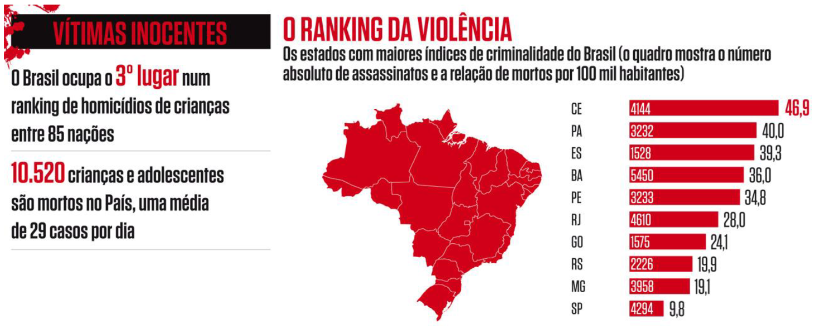 VÍTIMAS INOCENTES
O Brasil ocupa o 3º lugar num
ranking de homicídios de crianças
entre 85 nações
10.520 crianças e adolescentes
são mortos no País, uma média
de 29 casos por dia
O RANKING DA VIOLÊNCIA
Os estados com maiores índices de criminalidade do Brasil (o quadro mostra o número
absoluto de assassinatos e a relação de mortos por 100 mil habitantes)
CE 4144 46,9
PA 3232 40,0
ES 1528 39,3
BA 5450 36,0
PE 3233 34,8
RJ 4610 28,0
GO 1575 24,1
RS 2226 19,9
MG 3958 19,1
SP 4294 9,8